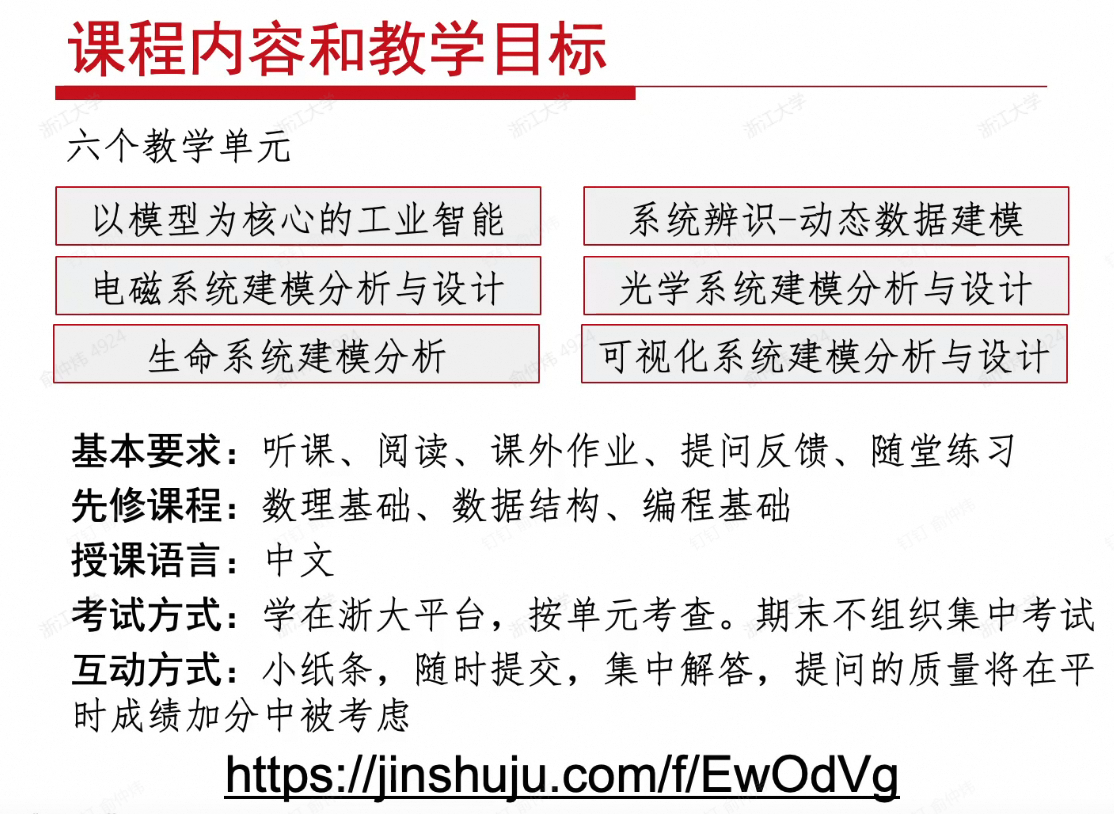 课程内容和教学目标
六个教学单元
以模型为核心的工业智能
系统辨识-动态数据建模
电磁系统建模分析与设计
光学系统建模分析与设计
生命系统建模分析
可视化系统建模分析与设计
基本要求：听课、阅读、课外作业、提问反馈、随堂练习
先修课程：数理基础、数据结构、编程基础
授课语言：中文
考试方式：学在浙大平台，按单元考查。期末不组织集中考试
互动方式：小纸条，随时提交，集中解答，提问的质量将在平
时成绩加分中被考虑
https://jinshuju.com/f/EwOdVg